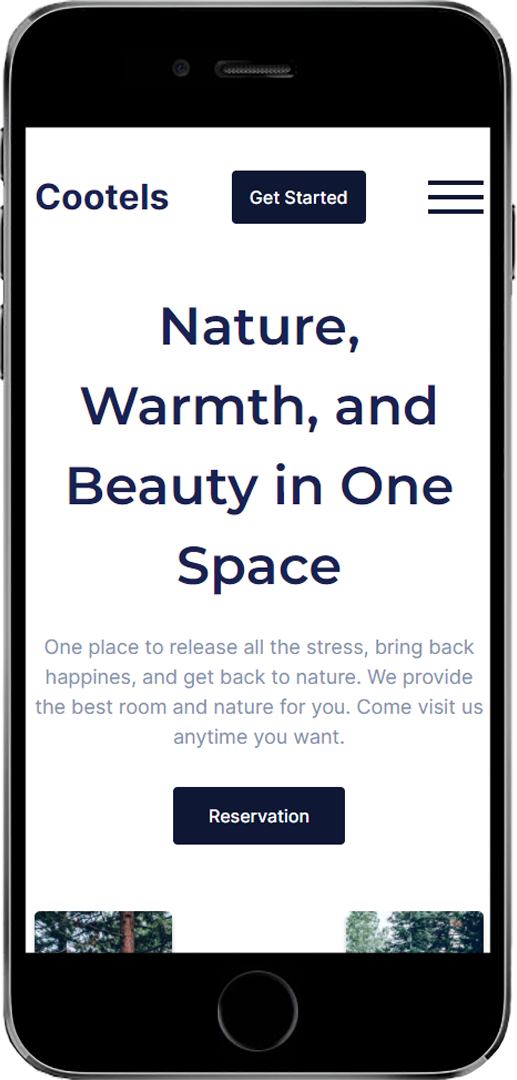 Cootels
Get Started
Nature,
Warmth, and
Beauty in One
Space
One place to release all the stress, bring back
happines, and get back to nature. We provide
the best room and nature for you. Come visit us
anytime you want.
Reservation